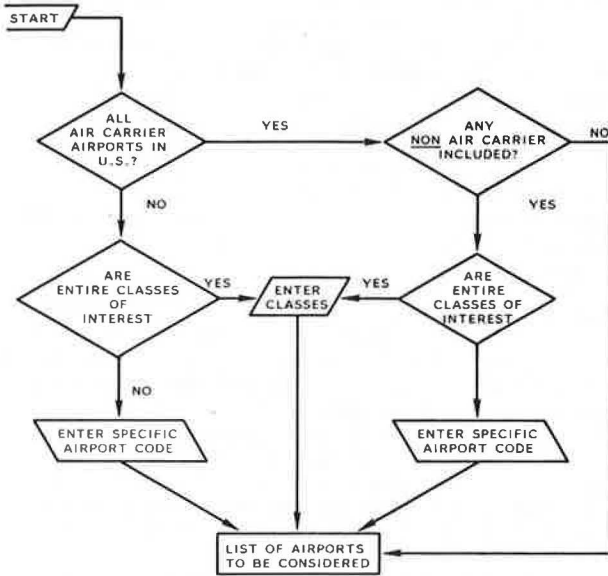 START
ALL
AIR CARRIER
AIRPORTS IN
U.S.?
YES
ANY
NON AIR CARRIER
INCLUDED?
NO
NO
YES
ARE
ENTIRE CLASSES
OF
INTEREST
YES
ENTER
CLASSES
YES
ARE
ENTIRE
CLASSES OF
INTEREST
NO
ENTER SPECIFIC
AIRPORT CODE
ENTER SPECIFIC
AIRPORT CODE
LIST OF AIRPORTS
TO BE CONSIDERED